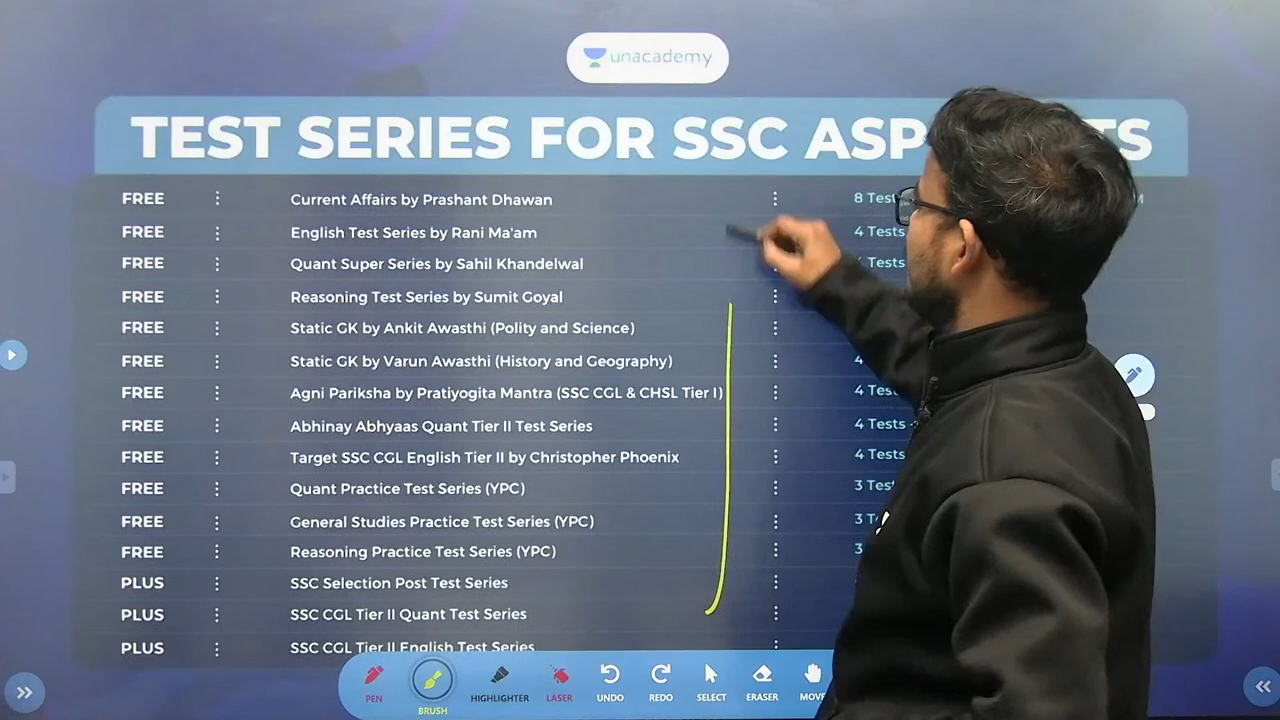 unacademy
TEST SERIES FOR SSC
FREE : Current Affairs by Prashant Dhawan : 8
FREE : English Test Series by Rani Ma'am : 4 Tests
FREE : Quant Super Series by Sahil Khandelwal : Tests
FREE : Reasoning Test Series by Sumit Goyal :
FREE : Static GK by Ankit Awasthi (Polity and Science) :
FREE : Static GK by Varun Awasthi (History and Geography) : 4
FREE : Agni Pariksha by Pratiyogita Mantra (SSC CGL & CHSL Tier I) : 4
FREE : Abhinay Abhyaas Quant Tier II Test Series : 4 Tests
FREE : Target SSC CGL English Tier II by Christopher Phoenix : 4 Tests
FREE : Quant Practice Test Series (YPC) : 3
FREE : General Studies Practice Test Series (YPC) : 3
FREE : Reasoning Practice Test Series (YPC) : 3
PLUS : SSC Selection Post Test Series :
PLUS : SSC CGL Tier II Quant Test Series :
PLUS : SSC CGL Tier II English Test Series
PEN BRUSH HIGHLIGHTER LASER UNDO REDO SELECT ERASER MOVE